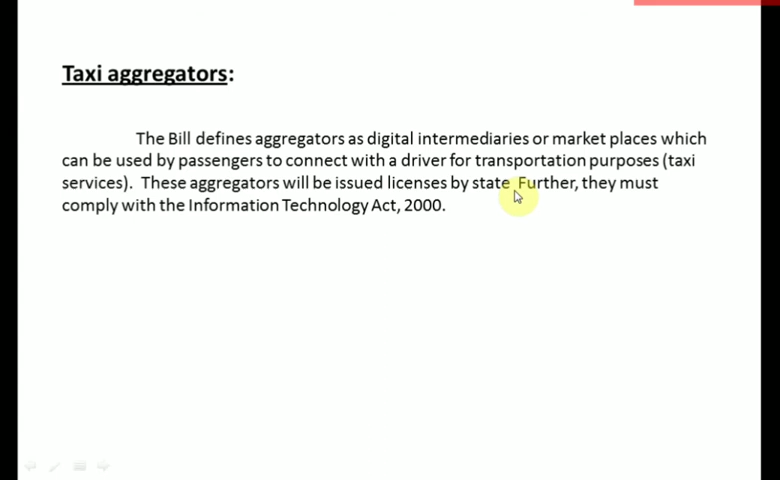 Taxi aggregators:
The Bill defines aggregators as digital intermediaries or market places which
can be used by passengers to connect with a driver for transportation purposes (taxi
services).  These aggregators will be issued licenses by state  Further, they must
comply with the Information Technology Act, 2000.